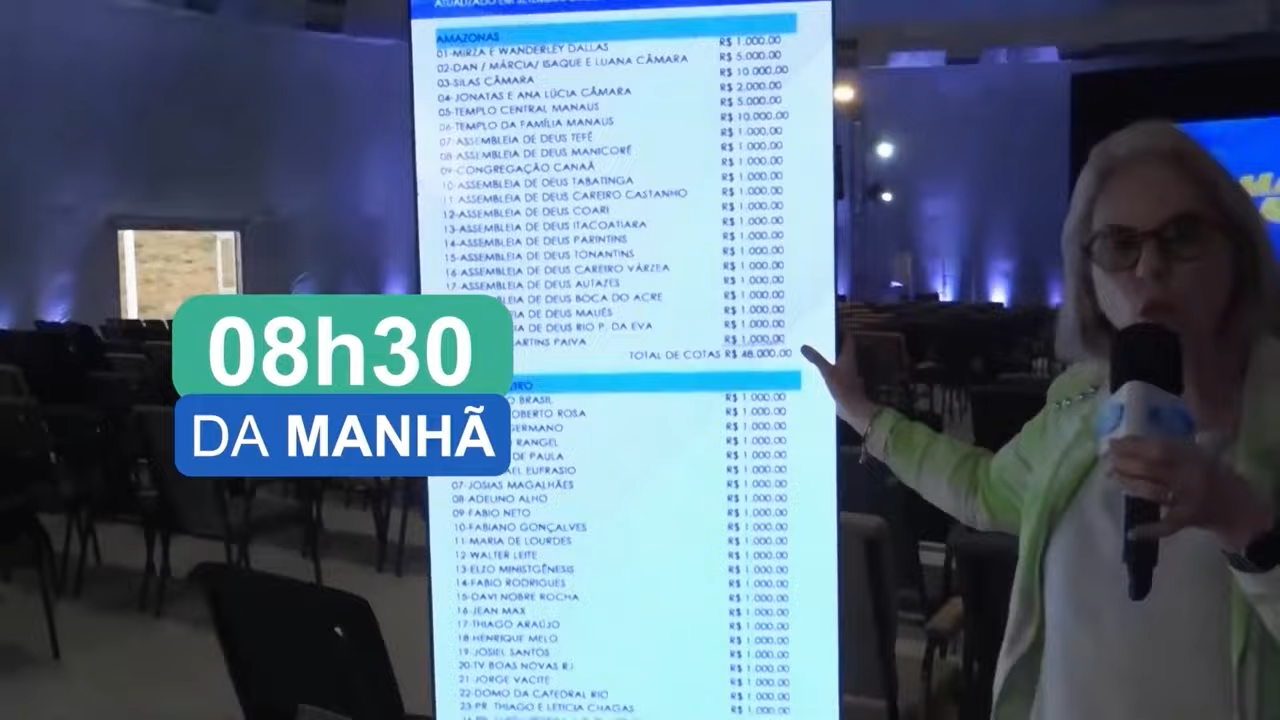 AMAZONAS
01-MIRZA E WANDERLEY DALLAS R$ 1.000,00
02-DAN / MÁRCIA/ ISAQUE E LUANA CÂMARA R$ 5.000,00
03-SILAS CÂMARA R$ 10.000,00
04-JONATAS E ANA LÚCIA CÂMARA R$ 2.000,00
05-TEMPLO CENTRAL MANAUS R$ 5.000,00
06-TEMPLO DA FAMÍLIA MANAUS R$ 10.000,00
07-ASSEMBLEIA DE DEUS TEFÉ R$ 1.000,00
08-ASSEMBLEIA DE DEUS MANICORÉ R$ 1.000,00
09-CONGREGAÇÃO CANAÃ R$ 1.000,00
10-ASSEMBLEIA DE DEUS TABATINGA R$ 1.000,00
11-ASSEMBLEIA DE DEUS CAREIRO CASTANHO R$ 1.000,00
12-ASSEMBLEIA DE DEUS COARI R$ 1.000,00
13-ASSEMBLEIA DE DEUS ITACOATIARA R$ 1.000,00
14-ASSEMBLEIA DE DEUS PARINTINS R$ 1.000,00
15-ASSEMBLEIA DE DEUS TONANTINS R$ 1.000,00
16-ASSEMBLEIA DE DEUS CAREIRO VÁRZEA R$ 1.000,00
17-ASSEMBLEIA DE DEUS AUTAZES R$ 1.000,00
DE DEUS BOCA DO ACRE R$ 1.000,00
DE DEUS MAUÉS R$ 1.000,00
DE DEUS RIO P. DA EVA R$ 1.000,00
ARTINS PAIVA R$ 1.000,00
TOTAL DE COTAS R$ 48.000,00
08h30
DA MANHÃ
BRASIL R$ 1.000,00
OBERTO ROSA R$ 1.000,00
GERMANO R$ 1.000,00
RANGEL R$ 1.000,00
DE PAULA R$ 1.000,00
AEL EUFRASIO R$ 1.000,00
07-JOSIAS MAGALHÃES R$ 1.000,00
08-ADELINO ALHO R$ 1.000,00
09-FABIO NETO R$ 1.000,00
10-FABIANO GONÇALVES R$ 1.000,00
11-MARIA DE LOURDES R$ 1.000,00
12-WALTER LEITE R$ 1.000,00
13-ELZO MINISTGÊNESIS R$ 1.000,00
14-FABIO RODRIGUES R$ 1.000,00
15-DAVI NOBRE ROCHA R$ 1.000,00
16-JEAN MAX R$ 1.000,00
17-THIAGO ARAÚJO R$ 1.000,00
18-HENRIQUE MELO R$ 1.000,00
19-JOSIEL SANTOS R$ 1.000,00
20-TV BOAS NOVAS RJ R$ 1.000,00
21-JORGE VACITE R$ 1.000,00
22-DOMO DA CATEDRAL RIO R$ 1.000,00
23-PR THIAGO E LETICIA CHAGAS R$ 1.000,00